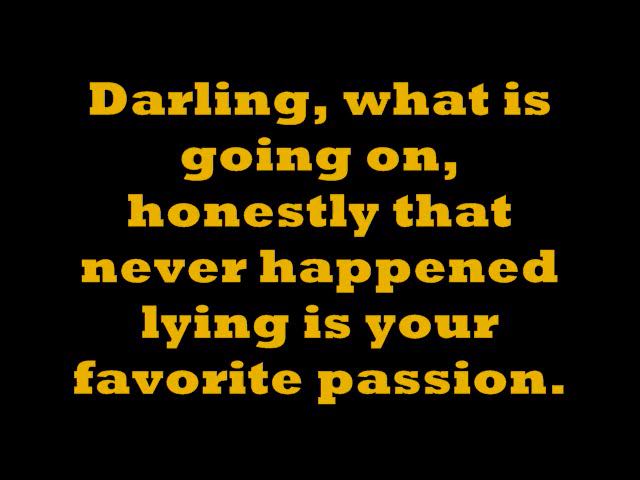 Darling, what is
going on,
honestly that
never happened
lying is your
favorite passion.